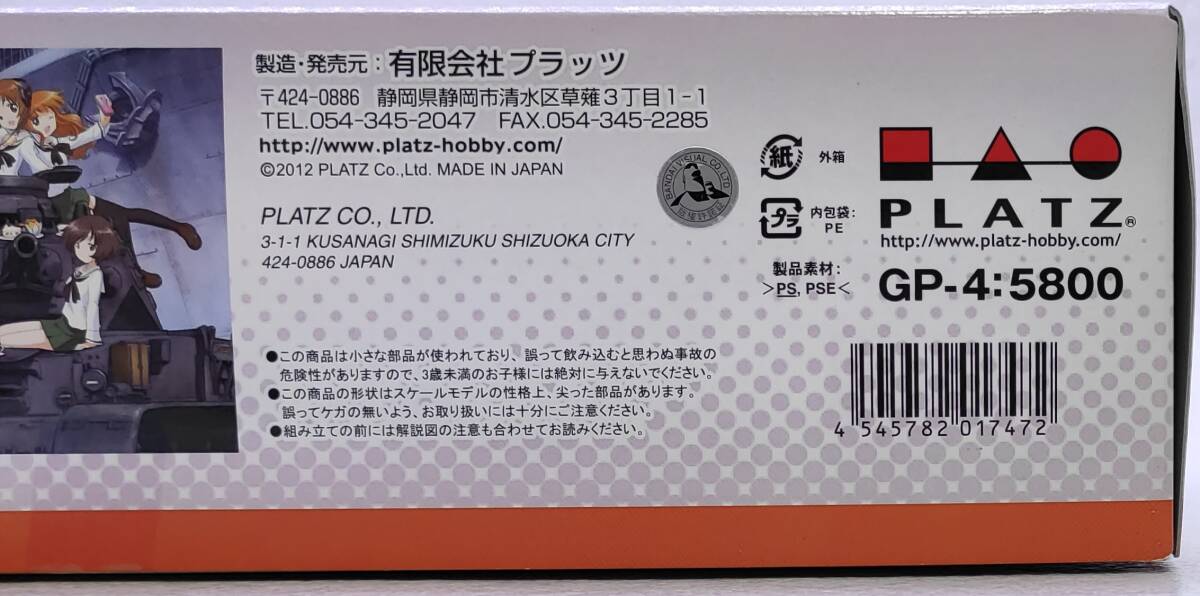 製造・発売元：有限会社プラッツ
〒424-0886　静岡県静岡市清水区草薙３丁目１-１
TEL.054-345-2047　FAX.054-345-2285
http://www.platz-hobby.com/
©2012 PLATZ Co.,Ltd. MADE IN JAPAN
PLATZ CO., LTD.
3-1-1 KUSANAGI SHIMIZUKU SHIZUOKA CITY
424-0886 JAPAN
BANDAI VISUAL CO.LTD
紙 外箱
プラ 内包袋：
PE
製品素材：
>PS, PSE<
PLATZ®
http://www.platz-hobby.com/
GP-4:5800
●この商品は小さな部品が使われており、誤って飲み込むと思わぬ事故の
危険性がありますので、3歳未満のお子様には絶対に与えないでください。
●この商品の形状はスケールモデルの性格上、尖った部品があります。
誤ってケガの無いよう、お取り扱いには十分にご注意ください。
●組み立ての前には解説図の注意も合わせてお読みください。
4 545782 017472